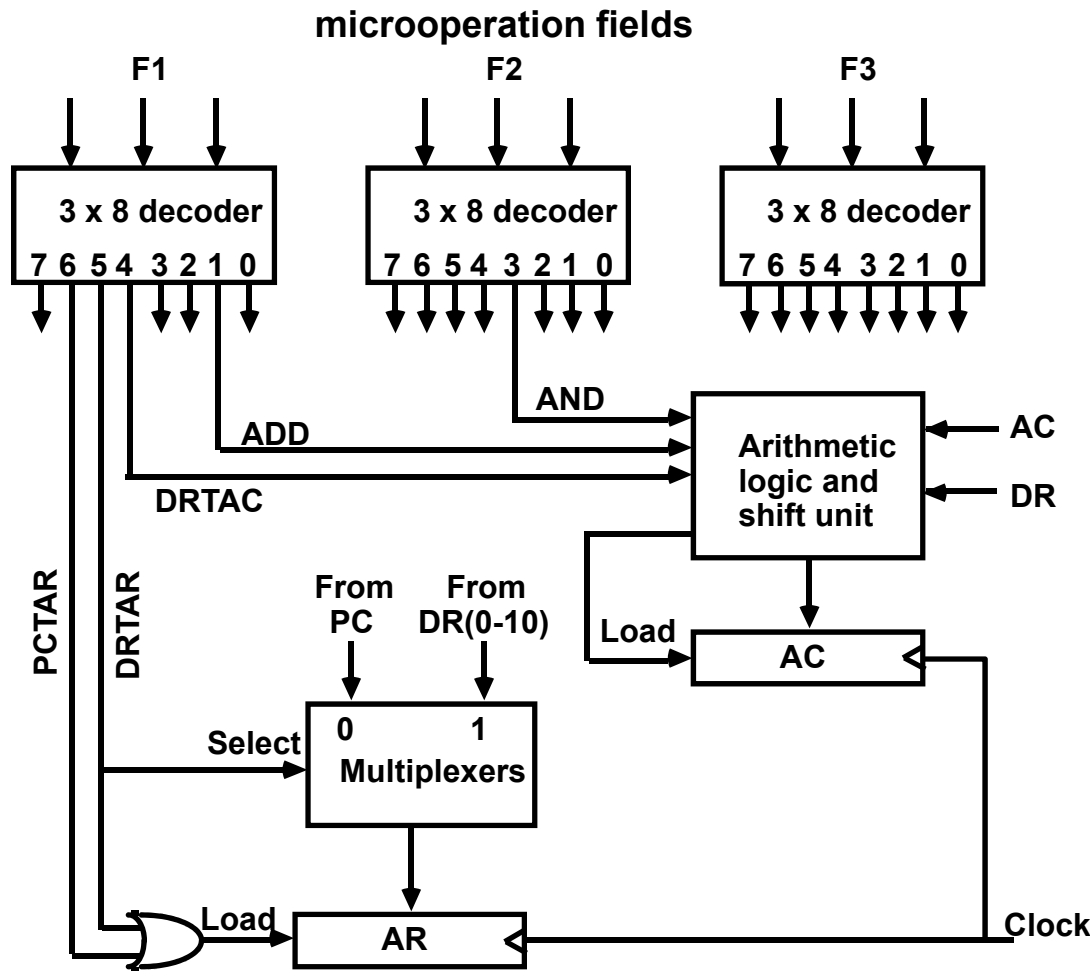 microoperation fields
F1 F2 F3
3 x 8 decoder 3 x 8 decoder 3 x 8 decoder
7 6 5 4 3 2 1 0 7 6 5 4 3 2 1 0 7 6 5 4 3 2 1 0
AND
ADD
DRTAC
Arithmetic
logic and
shift unit
AC
DR
PCTAR
DRTAR
From
PC
From
DR(0-10)
Load
AC
0 1
Select
Multiplexers
Load
AR
Clock